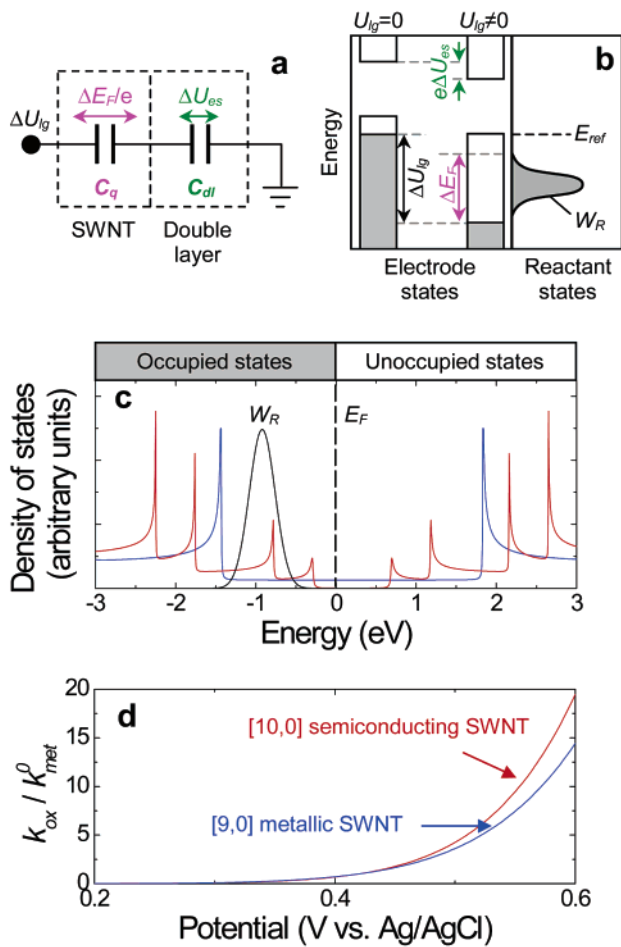 a
ΔE_F/e
ΔU_es
ΔU_lg
C_q
C_dl
SWNT
Double
layer
U_lg=0
U_lg≠0
b
eΔU_es
Energy
E_ref
ΔU_lg
ΔE_F
W_R
Electrode
states
Reactant
states
Occupied states
Unoccupied states
c
W_R
E_F
Density of states
(arbitrary units)
-3
-2
-1
0
1
2
3
Energy (eV)
20
d
15
[10,0] semiconducting SWNT
10
k_ox / k^0_met
[9,0] metallic SWNT
5
0
0.2
0.4
0.6
Potential (V vs. Ag/AgCl)